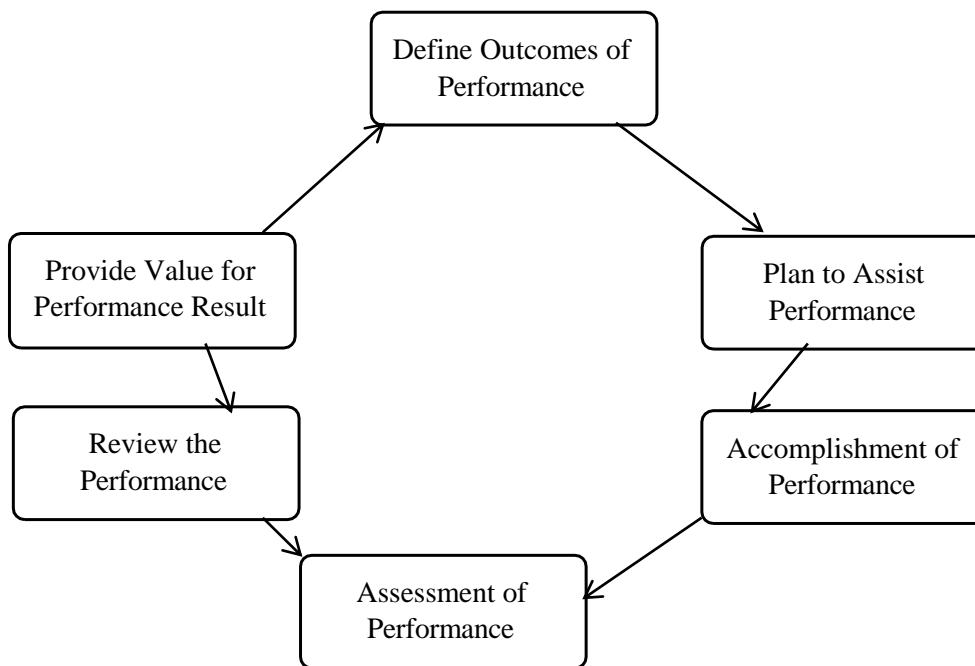 Define Outcomes of
Performance
Provide Value for
Performance Result
Plan to Assist
Performance
Review the
Performance
Accomplishment of
Performance
Assessment of
Performance